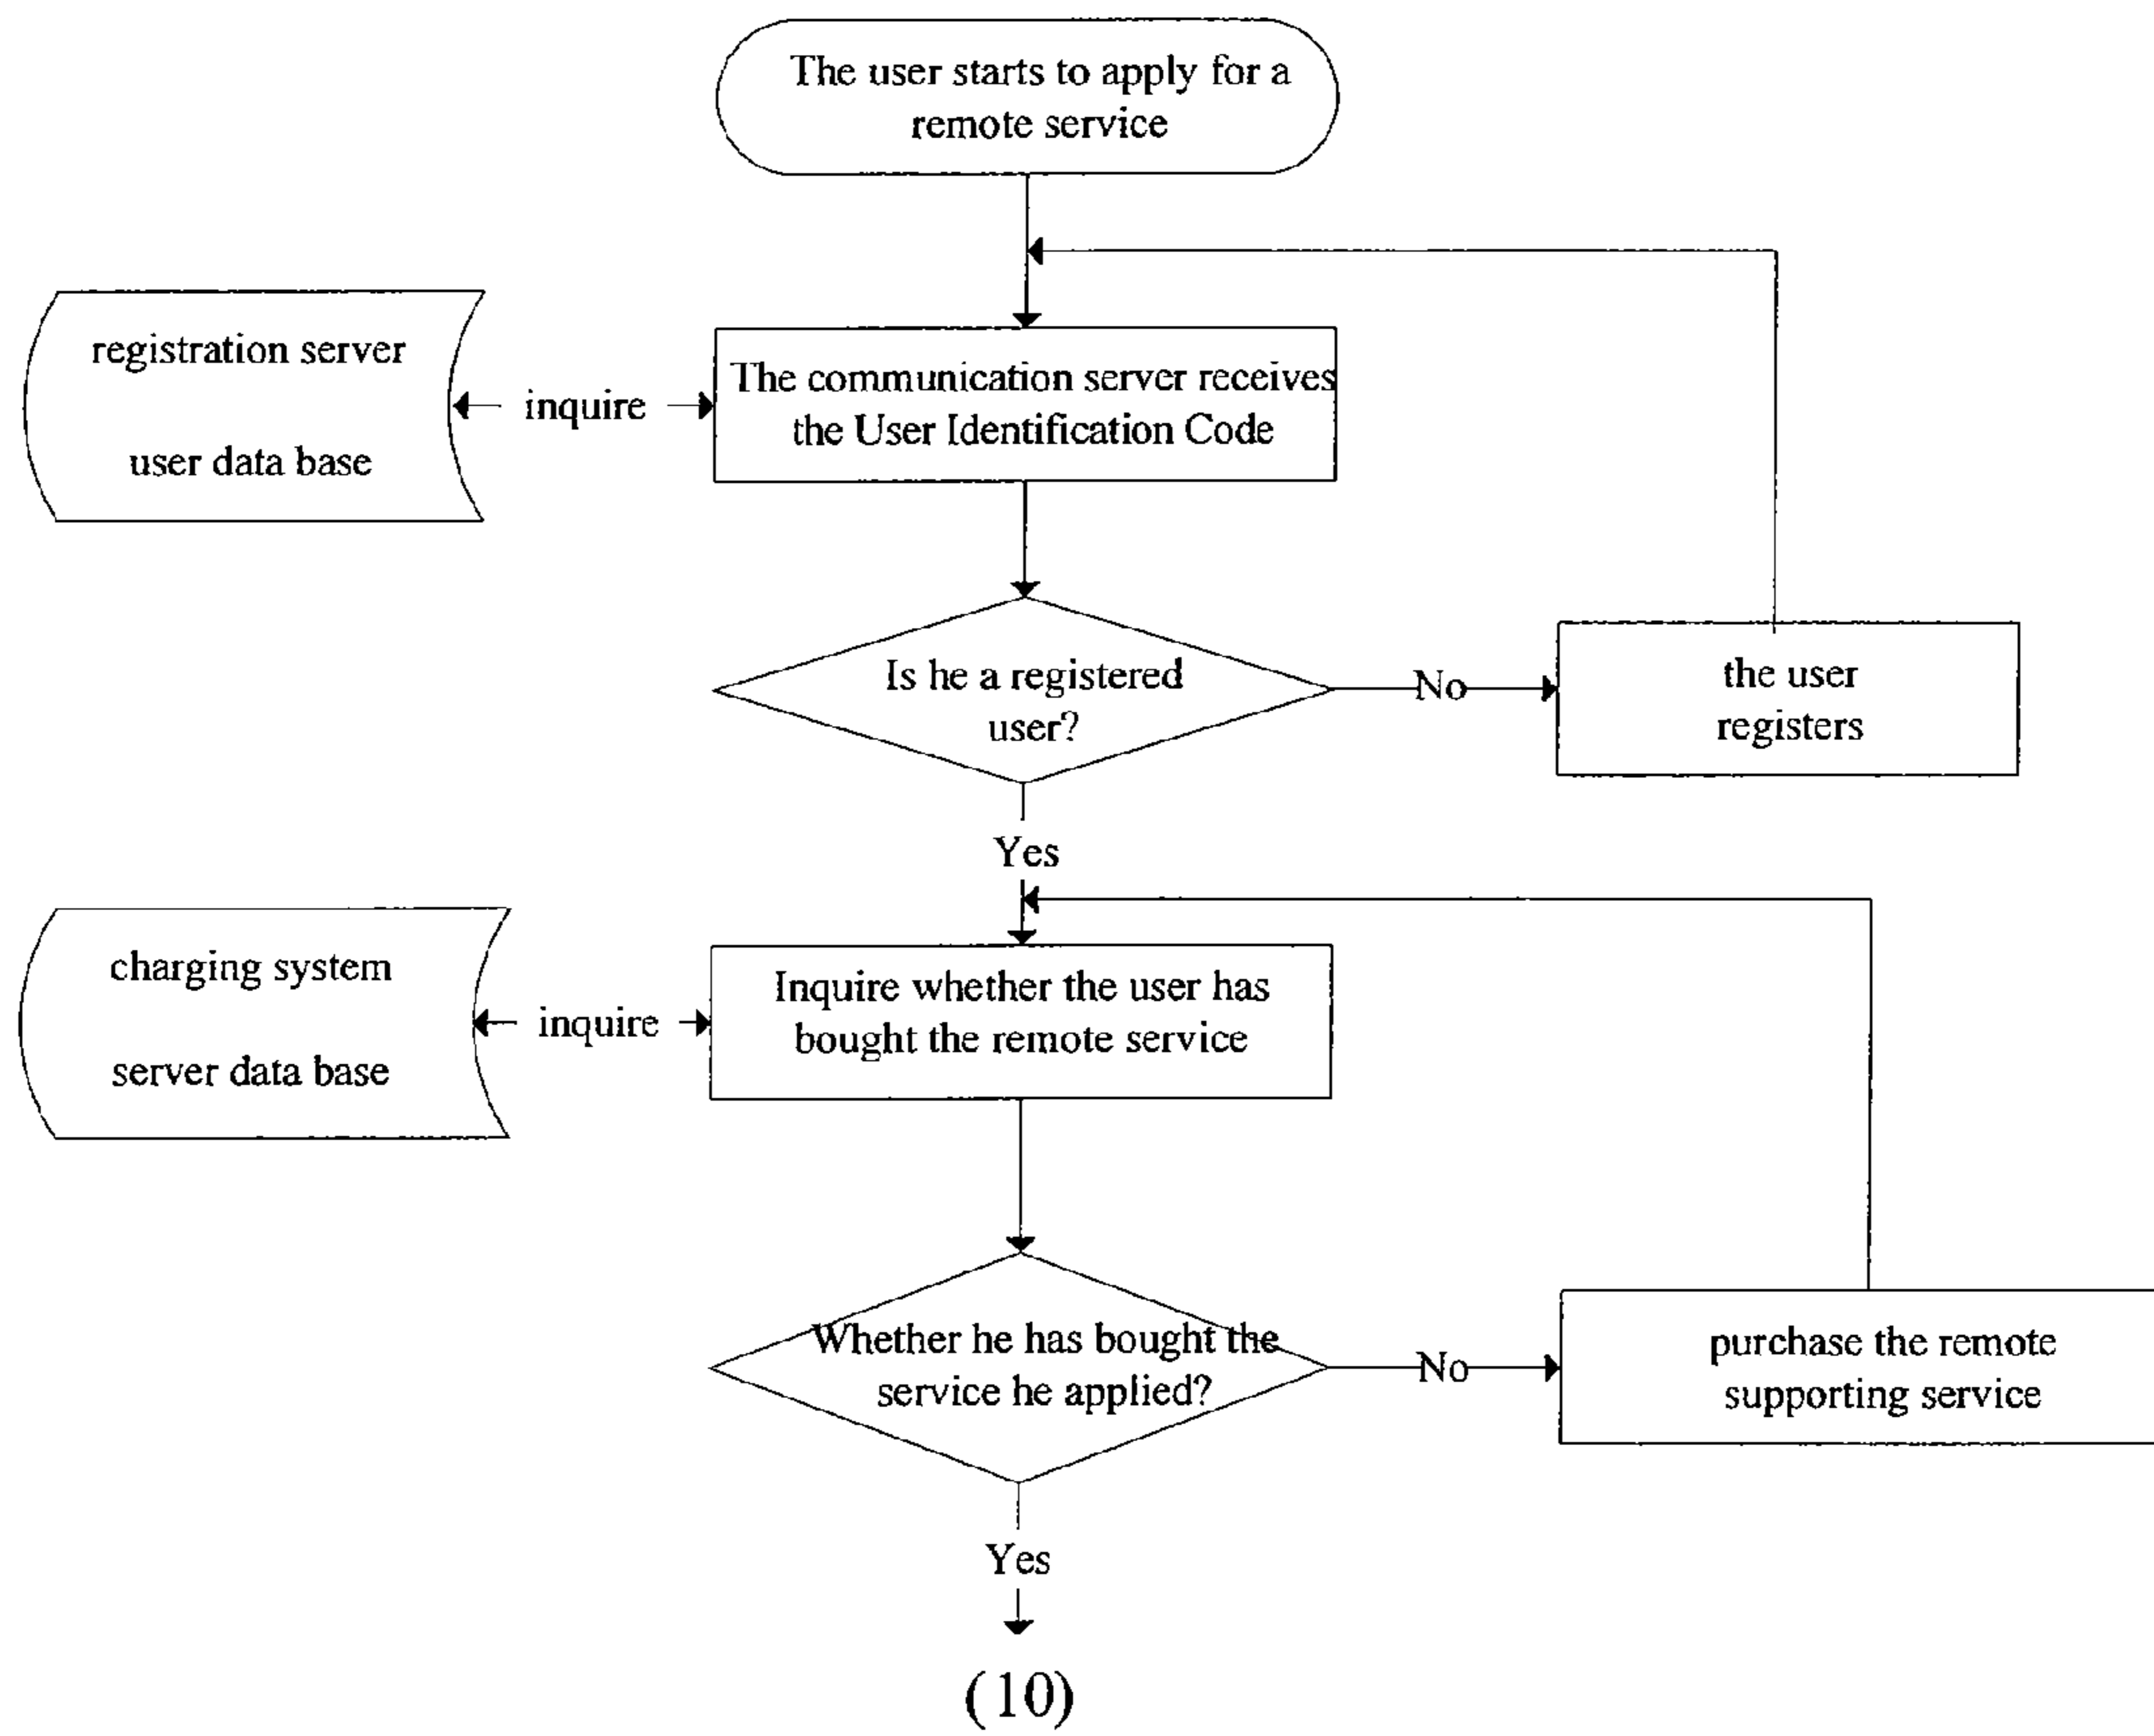 The user starts to apply for a
remote service
registration server
user data base
inquire
The communication server receives
the User Identification Code
Is he a registered
user?
No
the user
registers
Yes
charging system
server data base
inquire
Inquire whether the user has
bought the remote service
Whether he has bought the
service he applied?
No
purchase the remote
supporting service
Yes
(10)